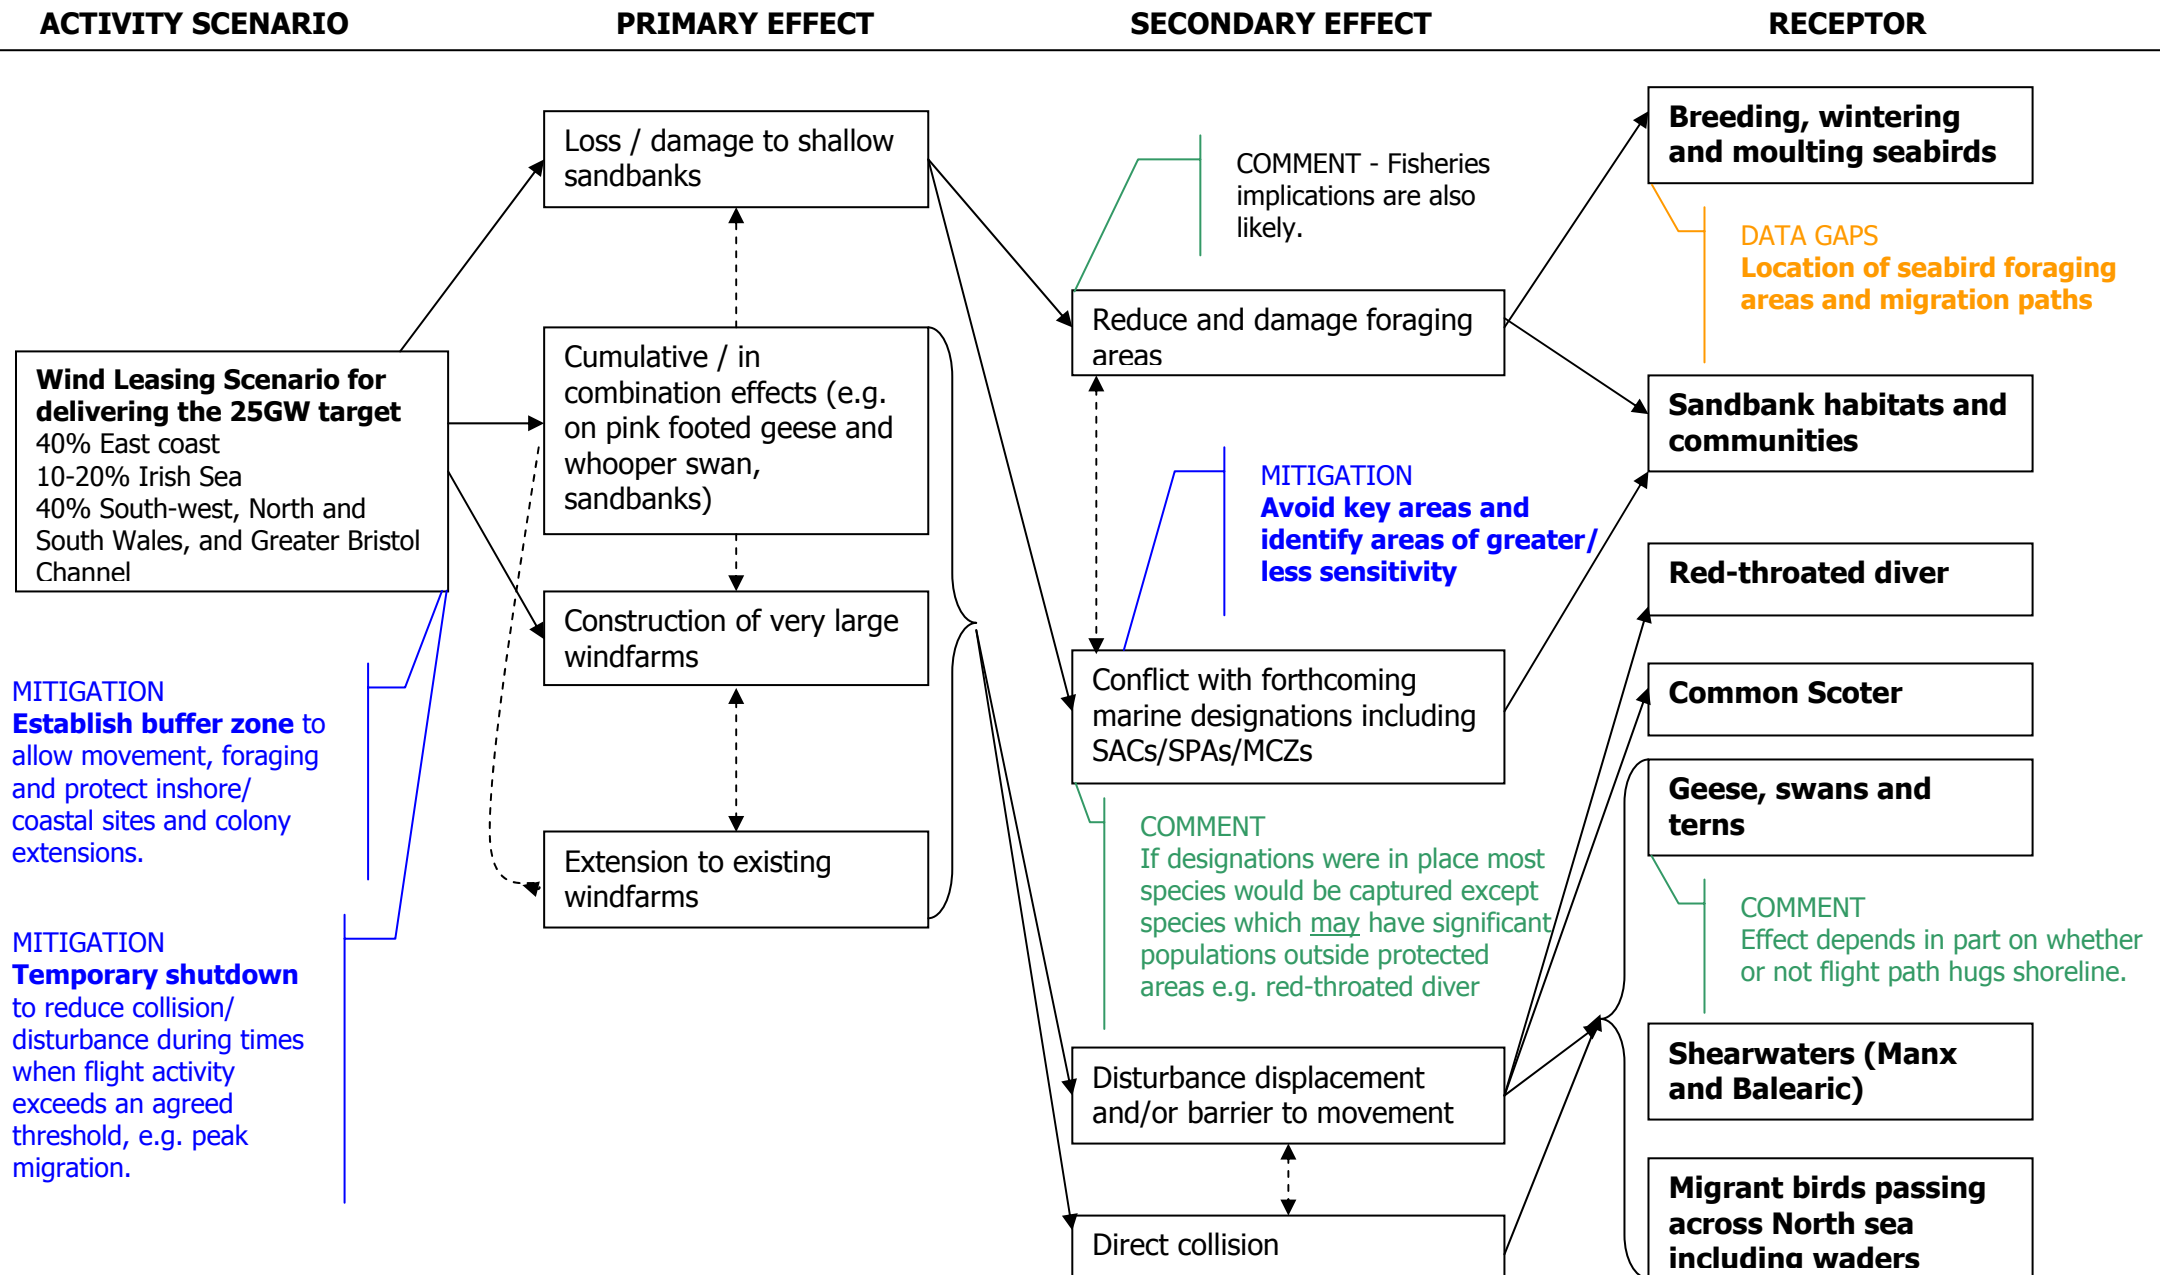 ACTIVITY SCENARIO
PRIMARY EFFECT
SECONDARY EFFECT
RECEPTOR
Wind Leasing Scenario for
delivering the 25GW target
40% East coast
10-20% Irish Sea
40% South-west, North and
South Wales, and Greater Bristol
Channel
MITIGATION
Establish buffer zone to
allow movement, foraging
and protect inshore/
coastal sites and colony
extensions.
MITIGATION
Temporary shutdown
to reduce collision/
disturbance during times
when flight activity
exceeds an agreed
threshold, e.g. peak
migration.
Loss / damage to shallow
sandbanks
Cumulative / in
combination effects (e.g.
on pink footed geese and
whooper swan,
sandbanks)
Construction of very large
windfarms
Extension to existing
windfarms
COMMENT - Fisheries
implications are also
likely.
Reduce and damage foraging
areas
MITIGATION
Avoid key areas and
identify areas of greater/
less sensitivity
Conflict with forthcoming
marine designations including
SACs/SPAs/MCZs
COMMENT
If designations were in place most
species would be captured except
species which may have significant
populations outside protected
areas e.g. red-throated diver
Disturbance displacement
and/or barrier to movement
Direct collision
Breeding, wintering
and moulting seabirds
DATA GAPS
Location of seabird foraging
areas and migration paths
Sandbank habitats and
communities
Red-throated diver
Common Scoter
Geese, swans and
terns
COMMENT
Effect depends in part on whether
or not flight path hugs shoreline.
Shearwaters (Manx
and Balearic)
Migrant birds passing
across North sea
including waders